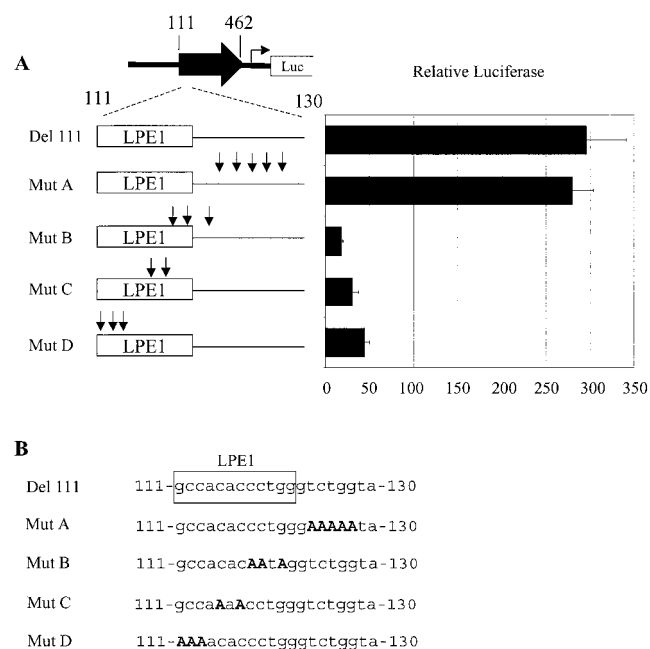 111 462
A
Luc
Relative Luciferase
111 130
Del 111 LPE1
Mut A LPE1
Mut B LPE1
Mut C LPE1
Mut D LPE1
0 50 100 150 200 250 300 350
B
LPE1
Del 111 111-gccacaccctgggtctggta-130
Mut A 111-gccacaccctgggAAAAAta-130
Mut B 111-gccacacAAtAggtctggta-130
Mut C 111-gccaAaAcctgggtctggta-130
Mut D 111-AAAacaccctgggtctggta-130